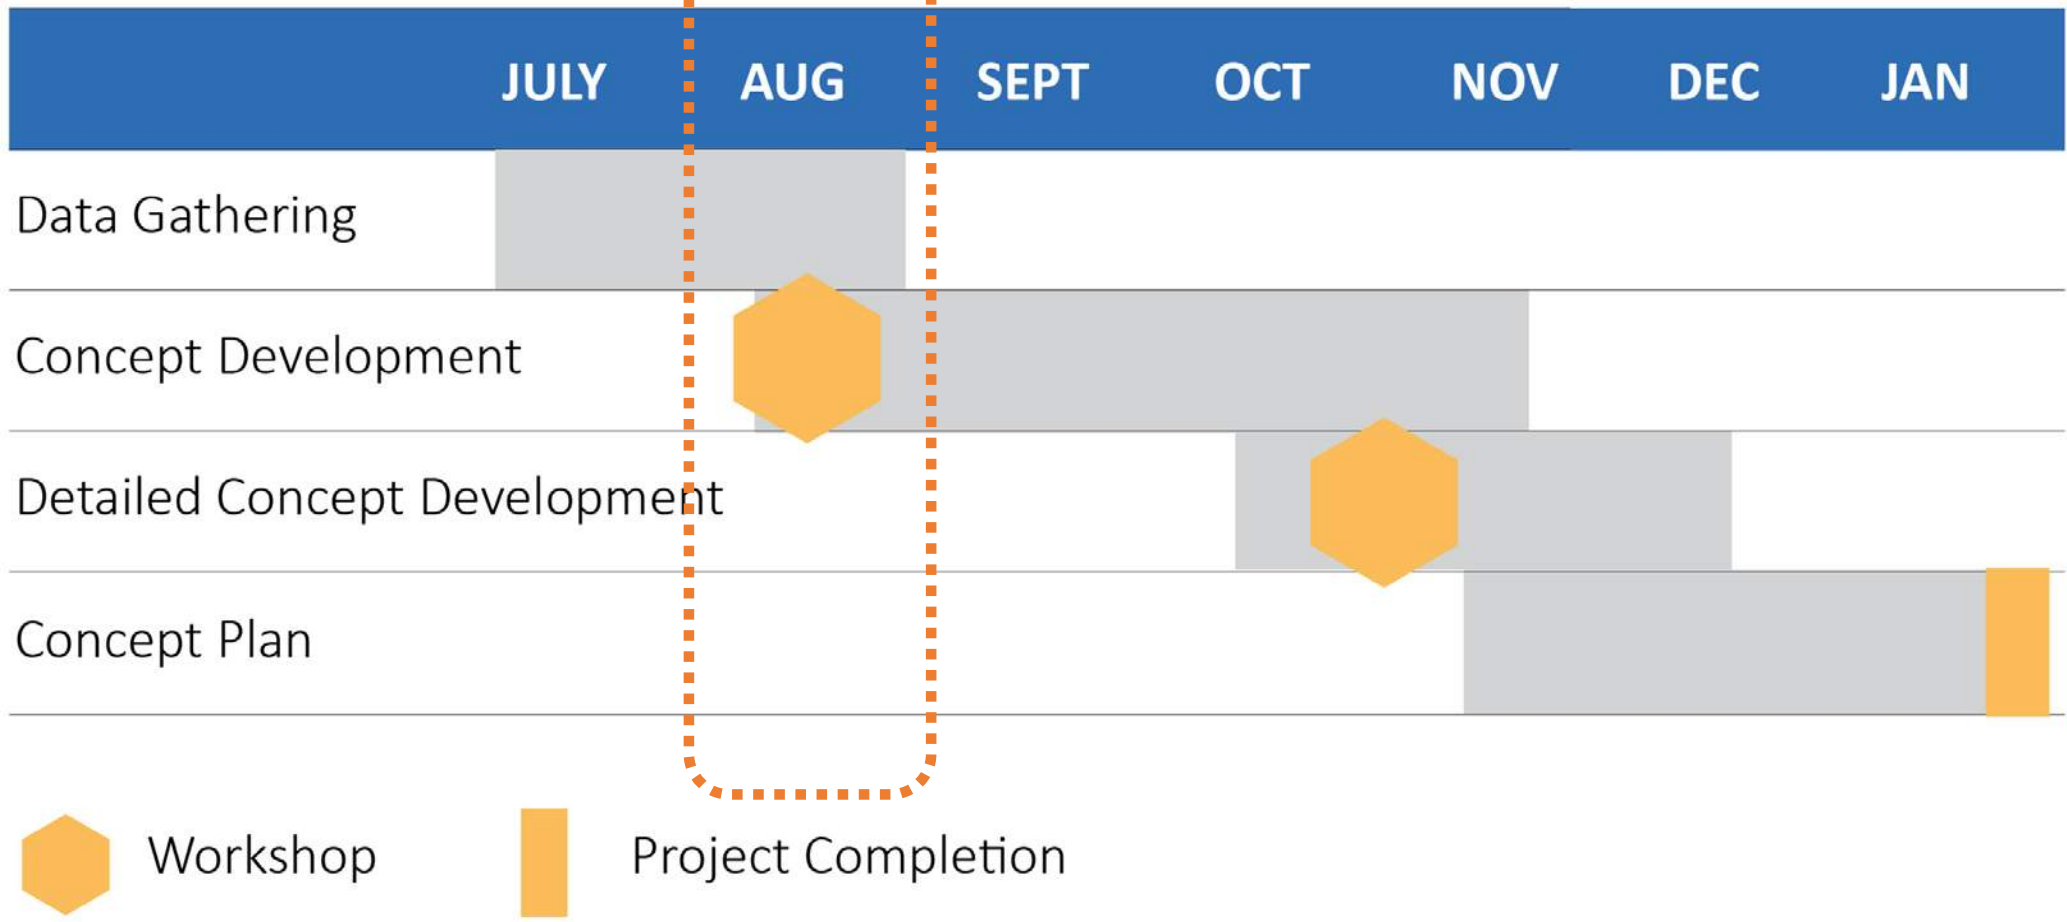 JULY AUG SEPT OCT NOV DEC JAN
Data Gathering
Concept Development
Detailed Concept Development
Concept Plan
Workshop Project Completion